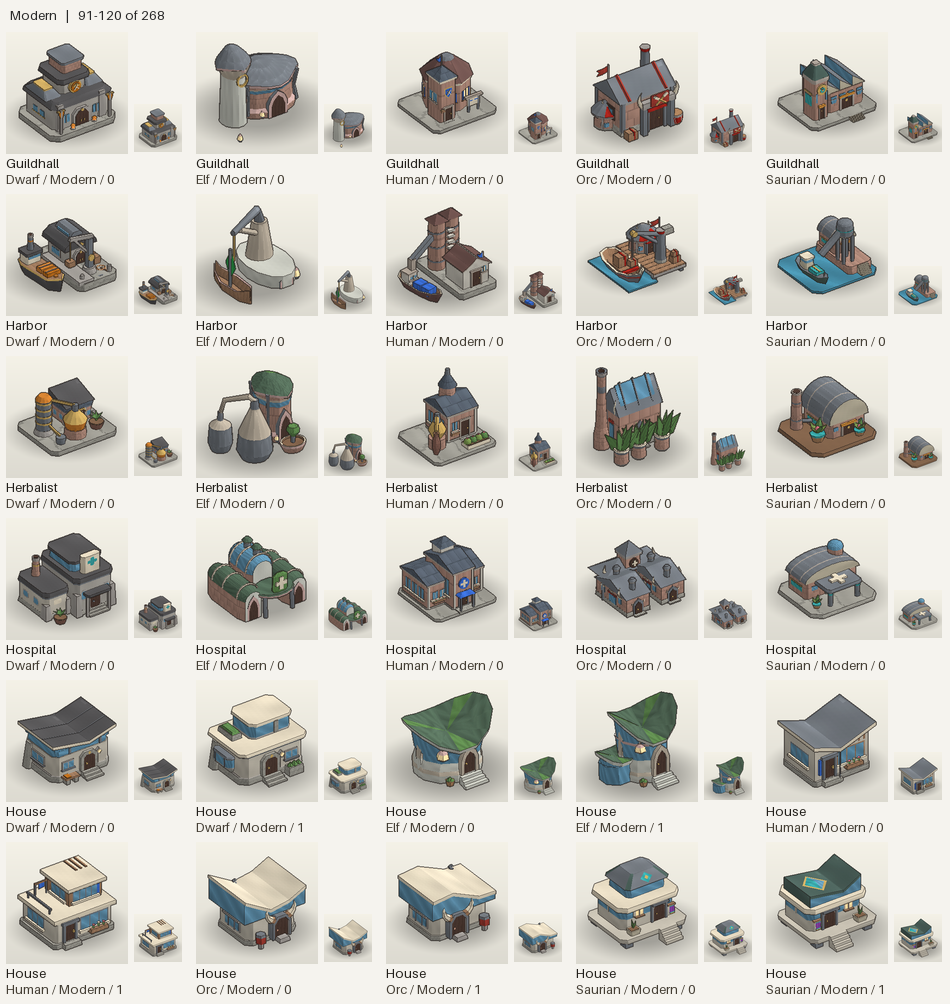 Modern | 91-120 of 268
Guildhall Guildhall Guildhall Guildhall Guildhall
Dwarf / Modern / 0 Elf / Modern / 0 Human / Modern / 0 Orc / Modern / 0 Saurian / Modern / 0
Harbor Harbor Harbor Harbor Harbor
Dwarf / Modern / 0 Elf / Modern / 0 Human / Modern / 0 Orc / Modern / 0 Saurian / Modern / 0
Herbalist Herbalist Herbalist Herbalist Herbalist
Dwarf / Modern / 0 Elf / Modern / 0 Human / Modern / 0 Orc / Modern / 0 Saurian / Modern / 0
Hospital Hospital Hospital Hospital Hospital
Dwarf / Modern / 0 Elf / Modern / 0 Human / Modern / 0 Orc / Modern / 0 Saurian / Modern / 0
House House House House House
Dwarf / Modern / 0 Dwarf / Modern / 1 Elf / Modern / 0 Elf / Modern / 1 Human / Modern / 0
House House House House House
Human / Modern / 1 Orc / Modern / 0 Orc / Modern / 1 Saurian / Modern / 0 Saurian / Modern / 1